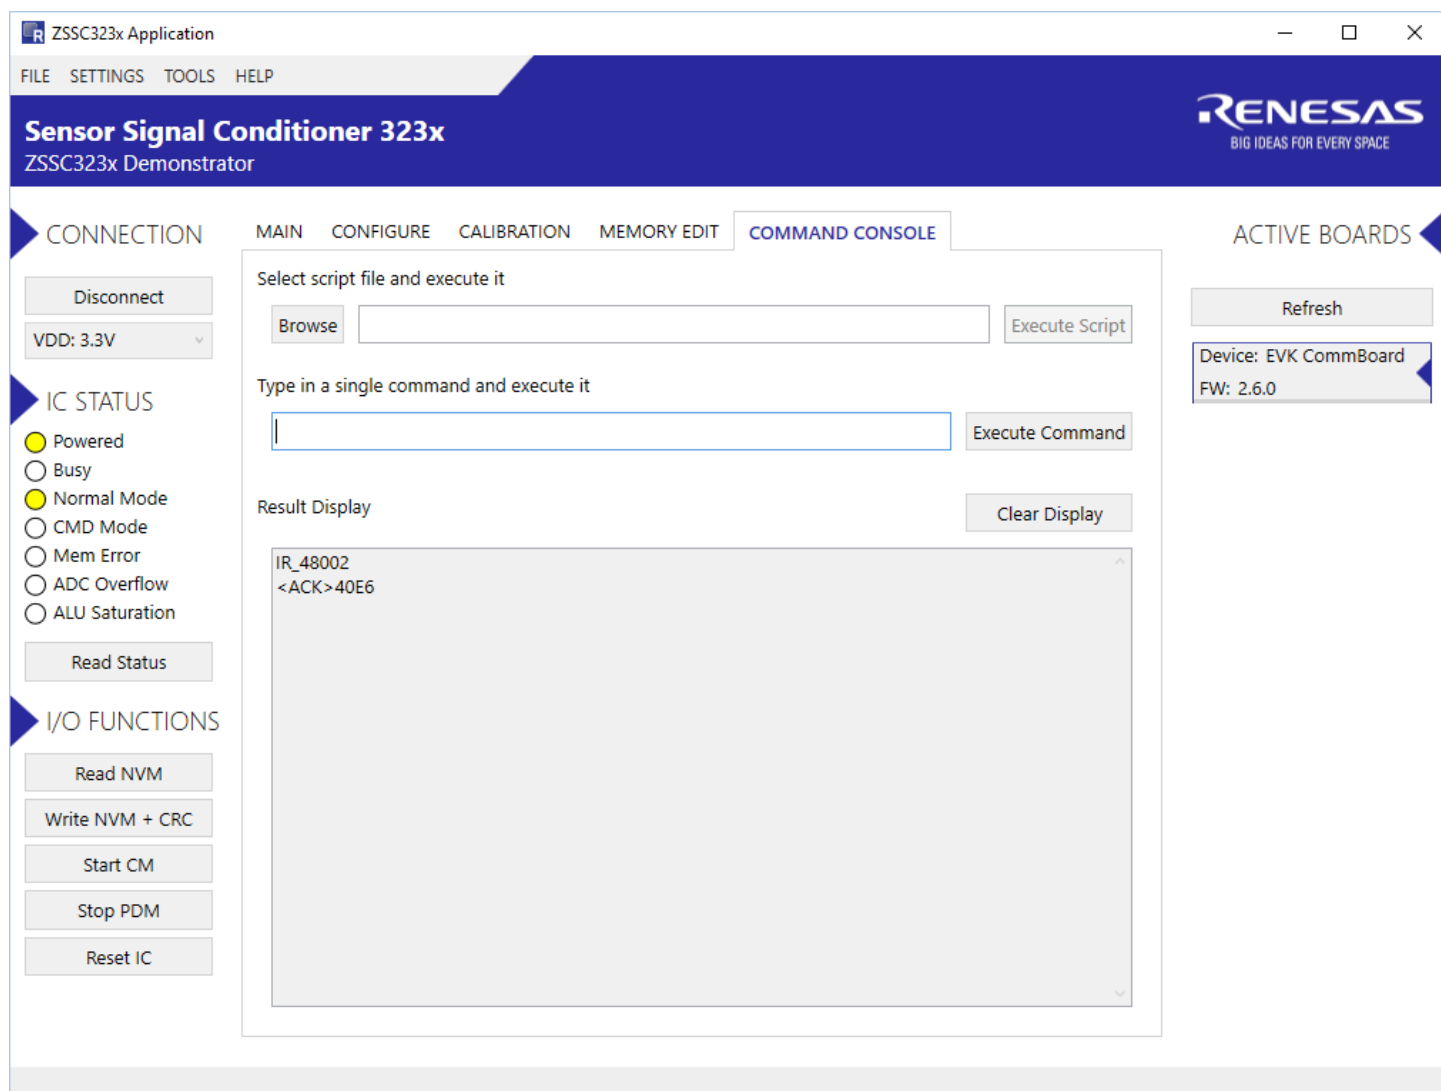 ZSSC323x Application
FILE SETTINGS TOOLS HELP
RENESAS
BIG IDEAS FOR EVERY SPACE
Sensor Signal Conditioner 323x
ZSSC323x Demonstrator
CONNECTION
Disconnect
VDD: 3.3V
IC STATUS
Powered
Busy
Normal Mode
CMD Mode
Mem Error
ADC Overflow
ALU Saturation
Read Status
I/O FUNCTIONS
Read NVM
Write NVM + CRC
Start CM
Stop PDM
Reset IC
MAIN CONFIGURE CALIBRATION MEMORY EDIT COMMAND CONSOLE
Select script file and execute it
Browse Execute Script
Type in a single command and execute it
Execute Command
Result Display
Clear Display
IR_48002
<ACK>40E6
ACTIVE BOARDS
Refresh
Device: EVK CommBoard
FW: 2.6.0